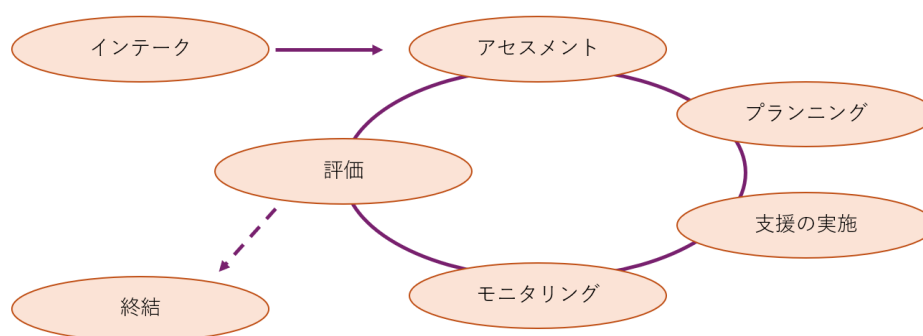 インテーク
アセスメント
プランニング
評価
支援の実施
モニタリング
終結